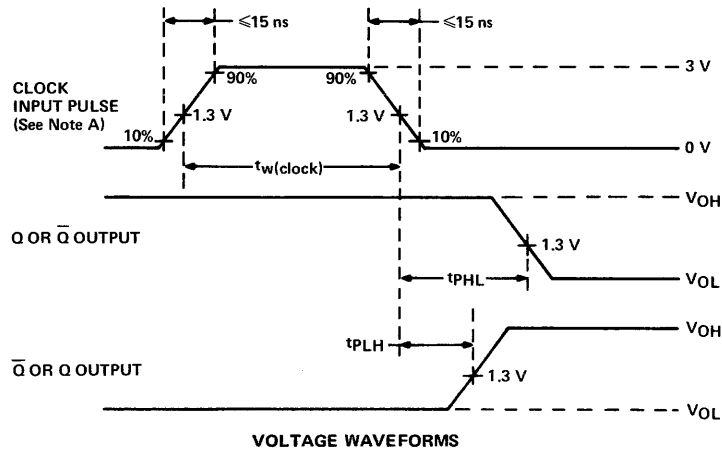 ≤15 ns
≤15 ns
90%
90%
3 V
CLOCK
INPUT PULSE
(See Note A)
1.3 V
1.3 V
10%
10%
0 V
tw(clock)
VOH
Q OR Q̅ OUTPUT
1.3 V
tPHL
VOL
VOH
tPLH
Q̅ OR Q OUTPUT
1.3 V
VOL
VOLTAGE WAVEFORMS